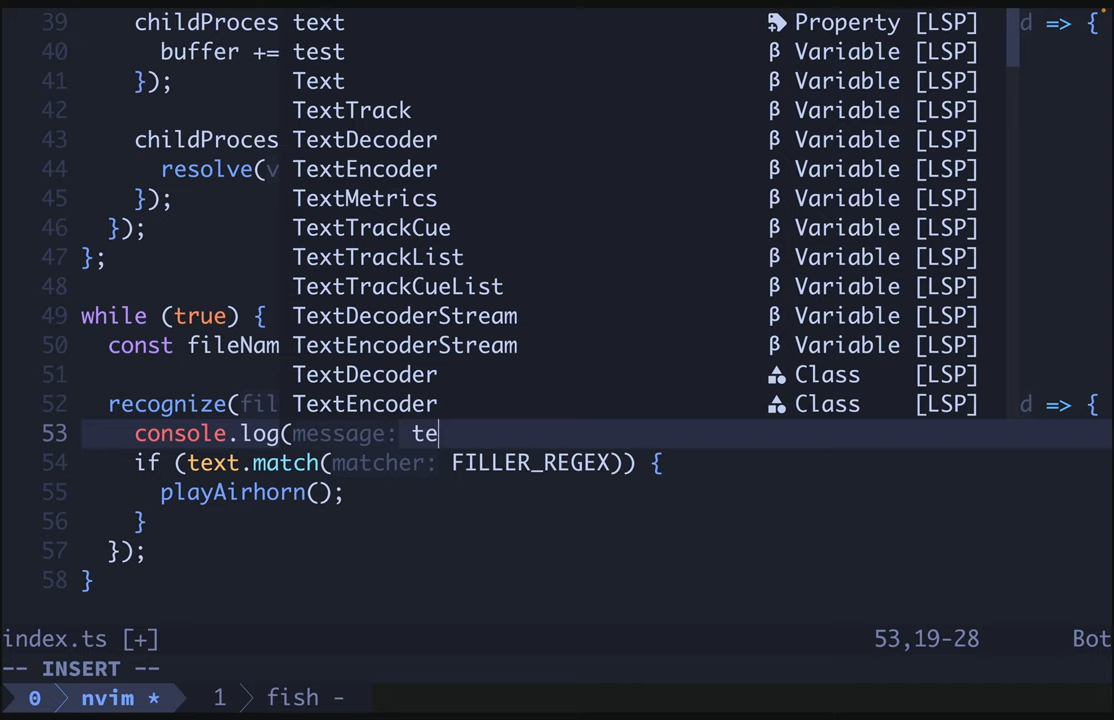 39 childProces text Property [LSP] d => {
40 buffer += test β Variable [LSP]
41 }); Text β Variable [LSP]
42 TextTrack β Variable [LSP]
43 childProces TextDecoder β Variable [LSP]
44 resolve(v TextEncoder β Variable [LSP]
45 }); TextMetrics β Variable [LSP]
46 }); TextTrackCue β Variable [LSP]
47 }; TextTrackList β Variable [LSP]
48 TextTrackCueList β Variable [LSP]
49 while (true) { TextDecoderStream β Variable [LSP]
50 const fileNam TextEncoderStream β Variable [LSP]
51 TextDecoder Class [LSP]
52 recognize(fil TextEncoder Class [LSP] d => {
53 console.log(message: te
54 if (text.match(matcher: FILLER_REGEX)) {
55 playAirhorn();
56 }
57 });
58 }
index.ts [+] 53,19-28 Bot
-- INSERT --
0 nvim * 1 fish -